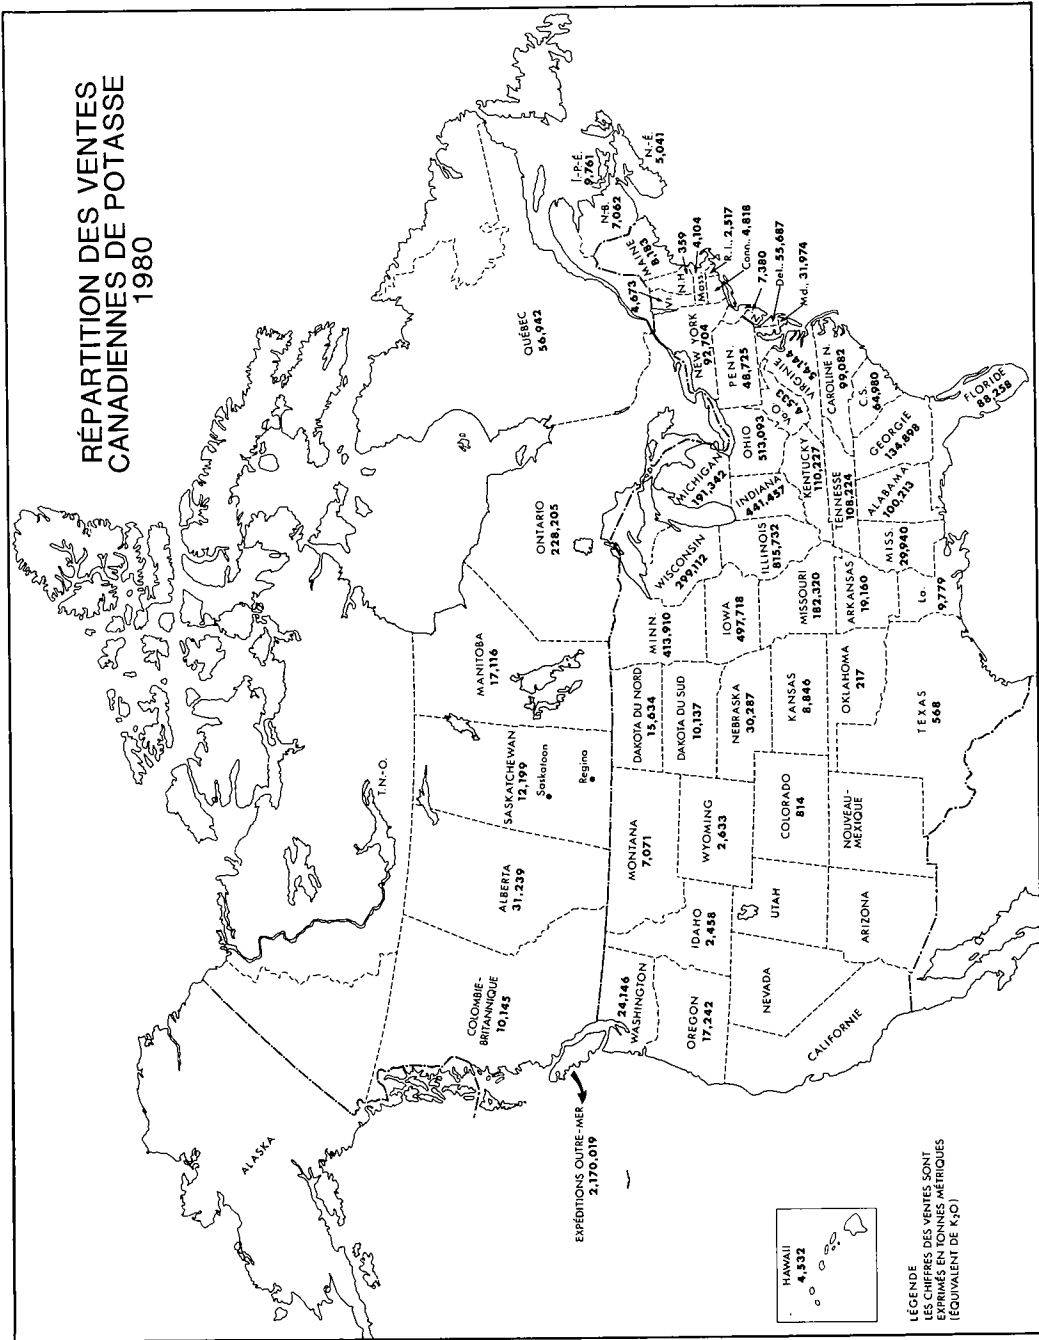 RÉPARTITION DES VENTES
CANADIENNES DE POTASSE
1980
ALASKA
T.N.-O.
COLOMBIE-
BRITANNIQUE
10,145
ALBERTA
31,239
SASKATCHEWAN
12,199
Saskatoon
Regina
MANITOBA
17,116
ONTARIO
228,205
QUÉBEC
56,942
I.-P.-É.
9,761
N.-B.
7,062
N.-É.
5,041
EXPÉDITIONS OUTRE-MER
2,170,019
24,146
WASHINGTON
OREGON
17,242
CALIFORNIE
NEVADA
IDAHO
2,458
MONTANA
7,071
WYOMING
2,633
UTAH
ARIZONA
COLORADO
814
NOUVEAU-
MEXIQUE
DAKOTA DU NORD
15,634
DAKOTA DU SUD
10,137
NEBRASKA
30,287
KANSAS
8,846
OKLAHOMA
217
TEXAS
568
MINN.
413,910
IOWA
497,718
MISSOURI
182,320
ARKANSAS
19,160
La.
9,779
WISCONSIN
299,112
ILLINOIS
815,732
MICHIGAN
191,342
INDIANA
441,457
OHIO
513,093
KENTUCKY
110,227
TENNESSE
108,224
MISS.
29,940
ALABAMA
100,213
GEORGIE
134,898
FLORIDE
88,258
C.S.
64,980
CAROLINE N.
99,082
VIRGINIE
34,144
Va.O.
4,523
PENN.
48,725
NEW YORK
92,704
4,673
Vt.
N.H.
359
MAINE
8,183
Mass.
4,104
R.I., 2,517
Conn., 4,818
N.J.
7,380
Del., 55,687
Md., 31,974
HAWAII
4,532
LÉGENDE
LES CHIFFRES DES VENTES SONT
EXPRIMÉS EN TONNES MÉTRIQUES
(ÉQUIVALENT DE K₂O)